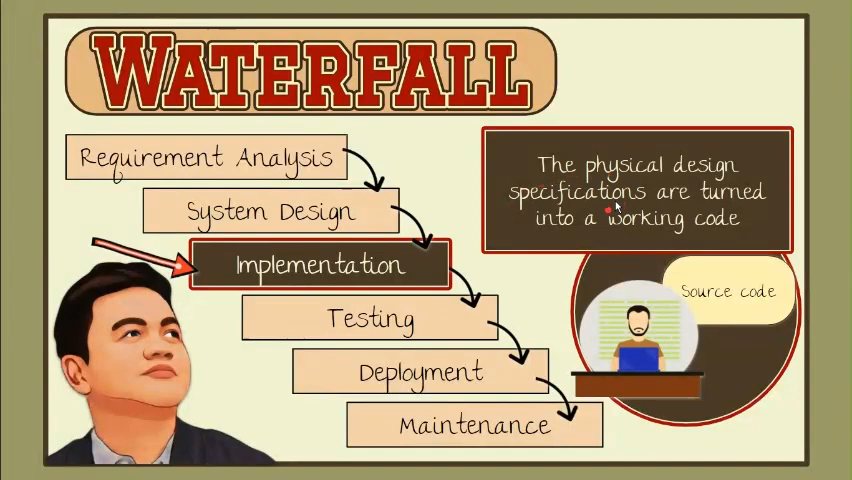 WATERFALL
Requirement Analysis
System Design
Implementation
Testing
Deployment
Maintenance
The physical design
specifications are turned
into a working code
Source code